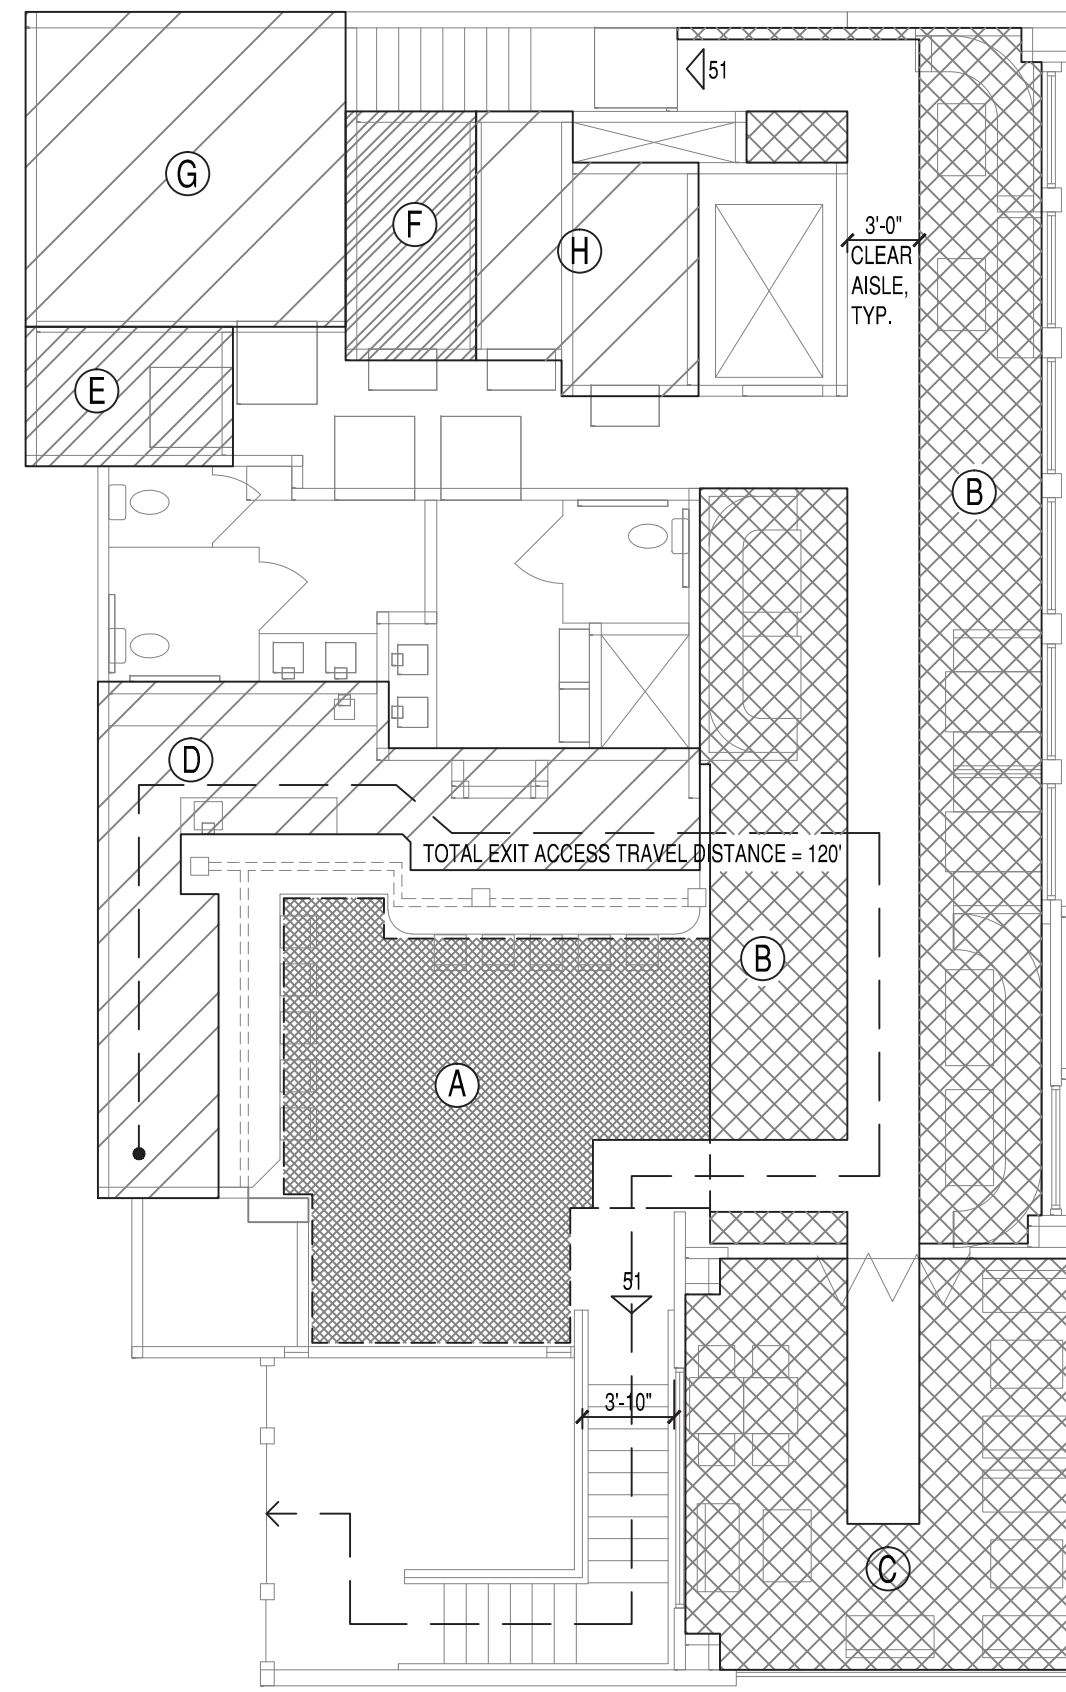 51
G
F
H
3'-0"
CLEAR
AISLE,
TYP.
E
B
D
TOTAL EXIT ACCESS TRAVEL DISTANCE = 120'
B
A
51
3'-10"
C